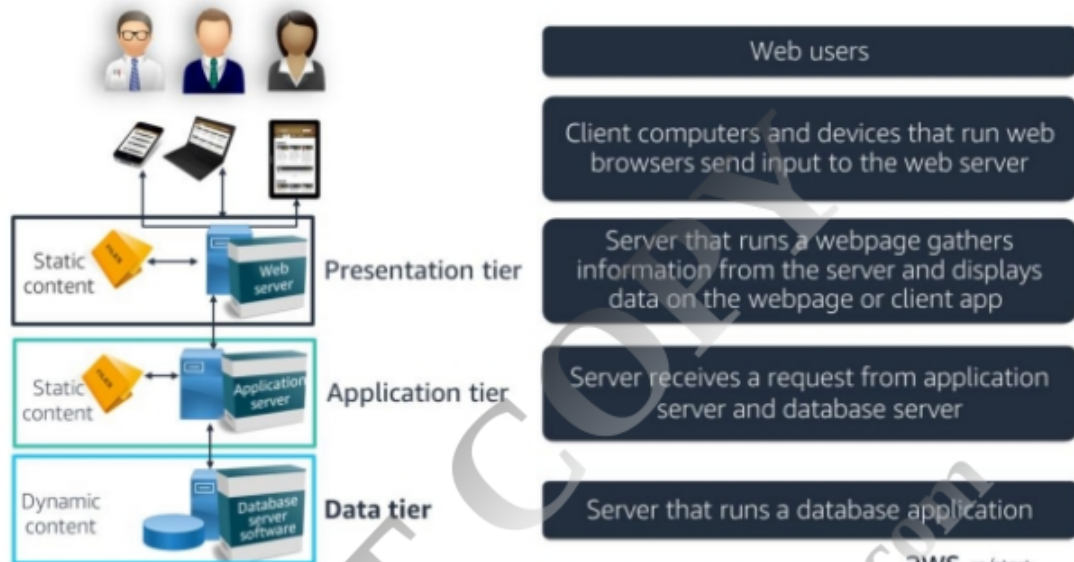 Web users
Client computers and devices that run web
browsers send input to the web server
Static
content
Web
server
Presentation tier
Server that runs a webpage gathers
information from the server and displays
data on the webpage or client app
Static
content
Application
server
Application tier
Server receives a request from application
server and database server
Dynamic
content
Database
server
software
Data tier
Server that runs a database application
COPY
com
aws